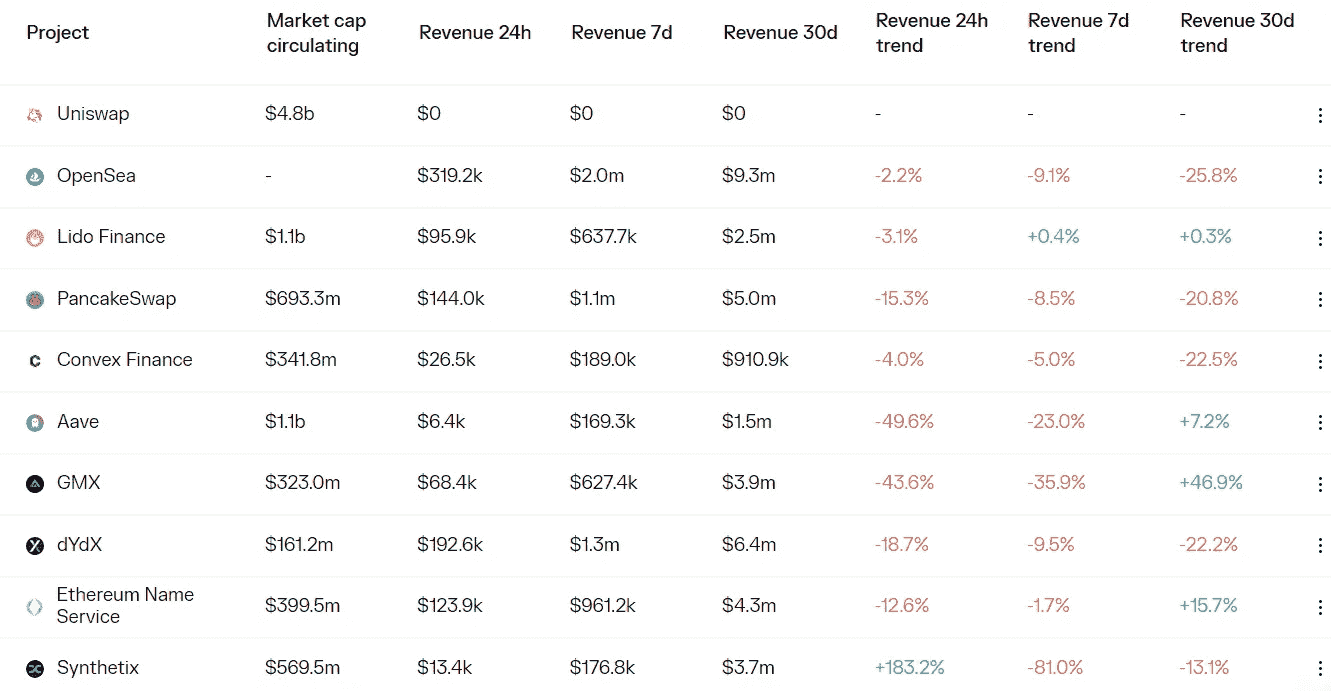 Project Market cap circulating Revenue 24h Revenue 7d Revenue 30d Revenue 24h trend Revenue 7d trend Revenue 30d trend
Uniswap $4.8b $0 $0 $0 - - -
OpenSea - $319.2k $2.0m $9.3m -2.2% -9.1% -25.8%
Lido Finance $1.1b $95.9k $637.7k $2.5m -3.1% +0.4% +0.3%
PancakeSwap $693.3m $144.0k $1.1m $5.0m -15.3% -8.5% -20.8%
Convex Finance $341.8m $26.5k $189.0k $910.9k -4.0% -5.0% -22.5%
Aave $1.1b $6.4k $169.3k $1.5m -49.6% -23.0% +7.2%
GMX $323.0m $68.4k $627.4k $3.9m -43.6% -35.9% +46.9%
dYdX $161.2m $192.6k $1.3m $6.4m -18.7% -9.5% -22.2%
Ethereum Name Service $399.5m $123.9k $961.2k $4.3m -12.6% -1.7% +15.7%
Synthetix $569.5m $13.4k $176.8k $3.7m +183.2% -81.0% -13.1%